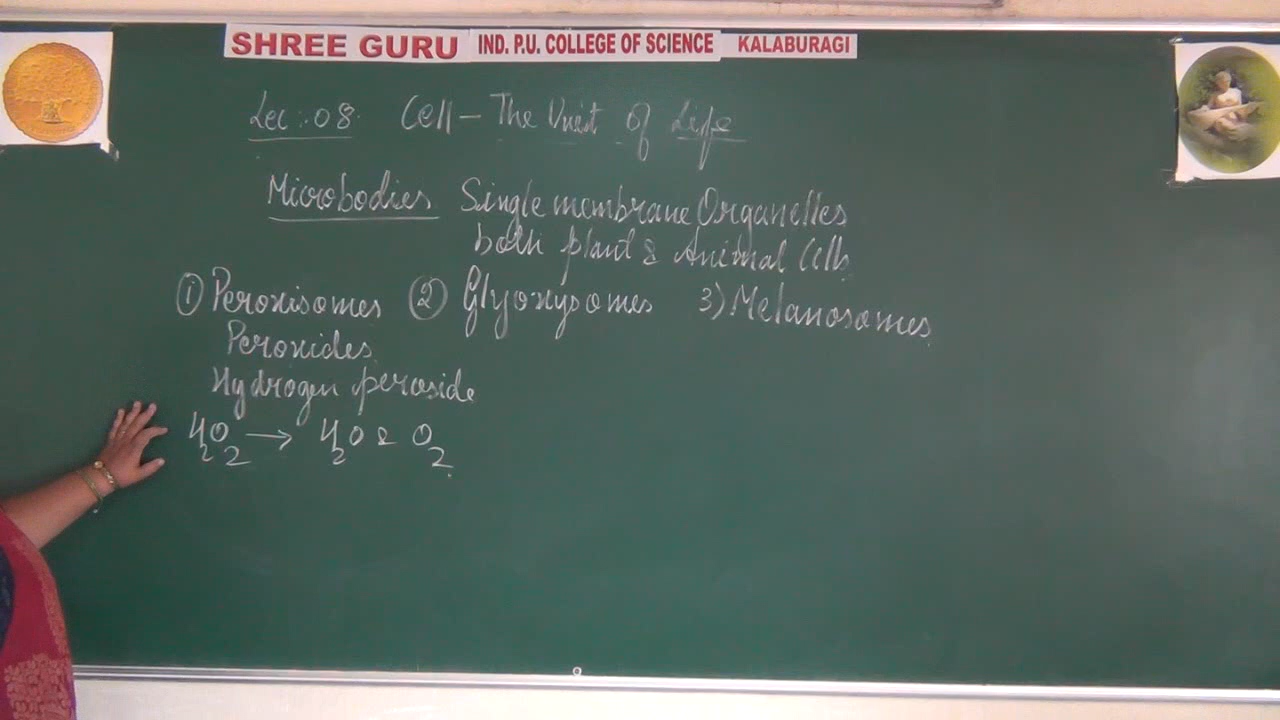 SHREE GURU IND. P.U. COLLEGE OF SCIENCE KALABURAGI
Lec :- 08 Cell – The Unit of Life
Microbodies Single membrane Organelles
both plant & Animal Cells
① Peroxisomes ② Glyoxysomes 3) Melanosomes
Peroxides
Hydrogen peroxide
H₂O₂ → H₂O & O₂